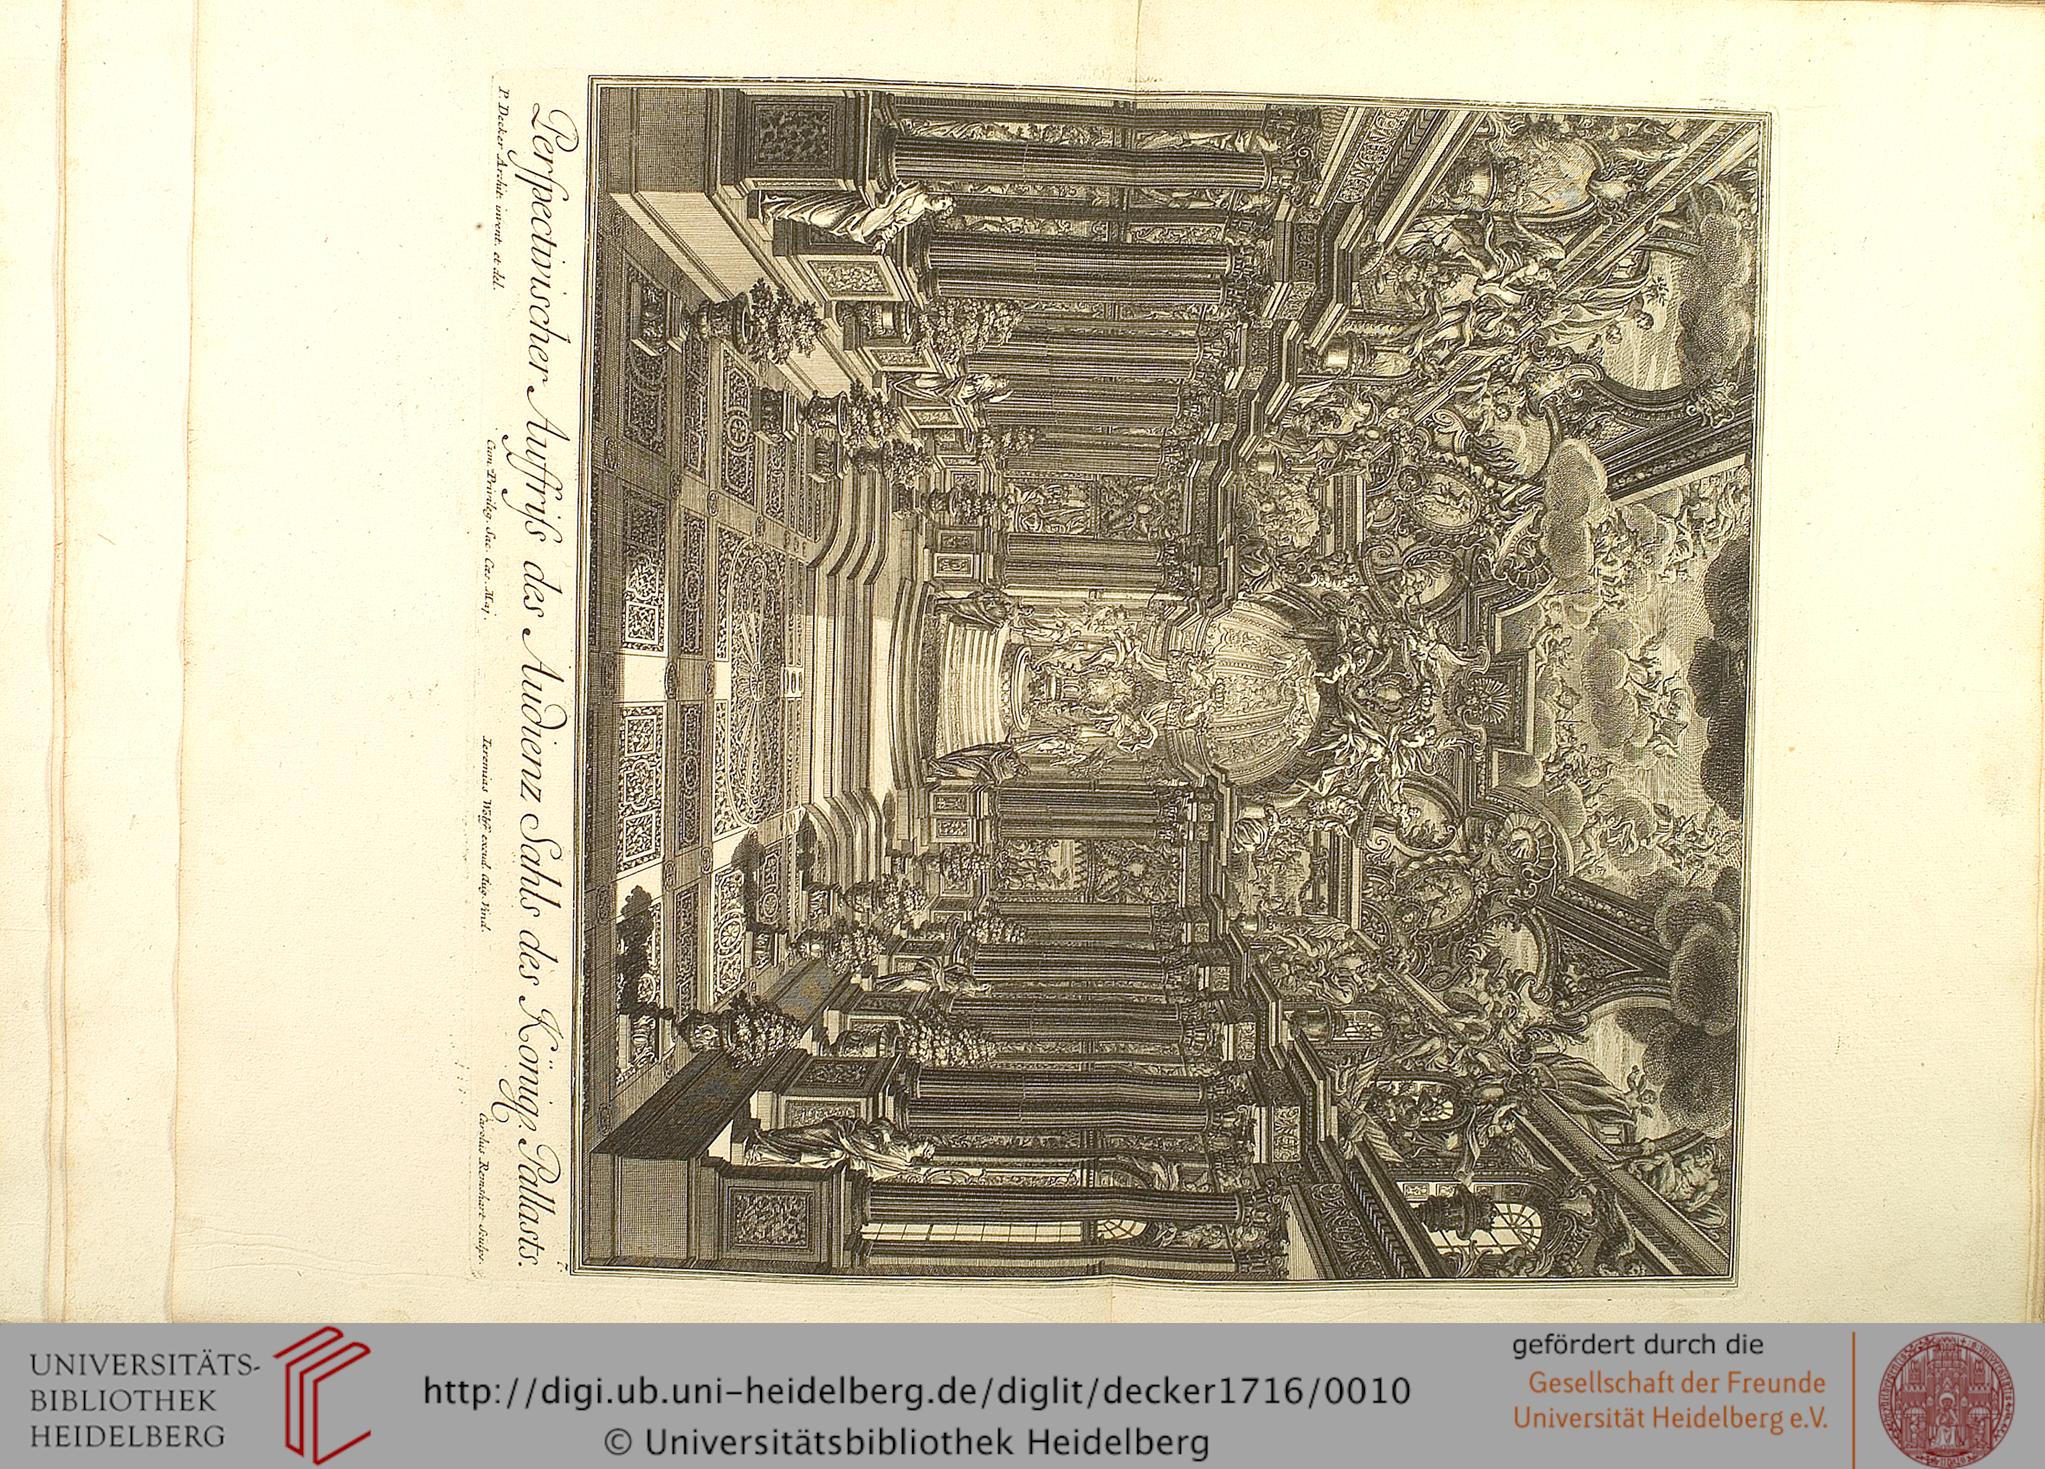 Perſpectivischer Auffriſs des Audienz Sahls des Königl. Pallasts.
7.
P. Decker Archit. invent. et del.
Cum Privileg. Sac. Cæs. Maj.
Ieremias Wolff excud. Aug. Vind.
Carolus Remshart Sculps.
UNIVERSITÄTS-
BIBLIOTHEK
HEIDELBERG
http://digi.ub.uni-heidelberg.de/diglit/decker1716/0010
© Universitätsbibliothek Heidelberg
gefördert durch die
Gesellschaft der Freunde
Universität Heidelberg e.V.